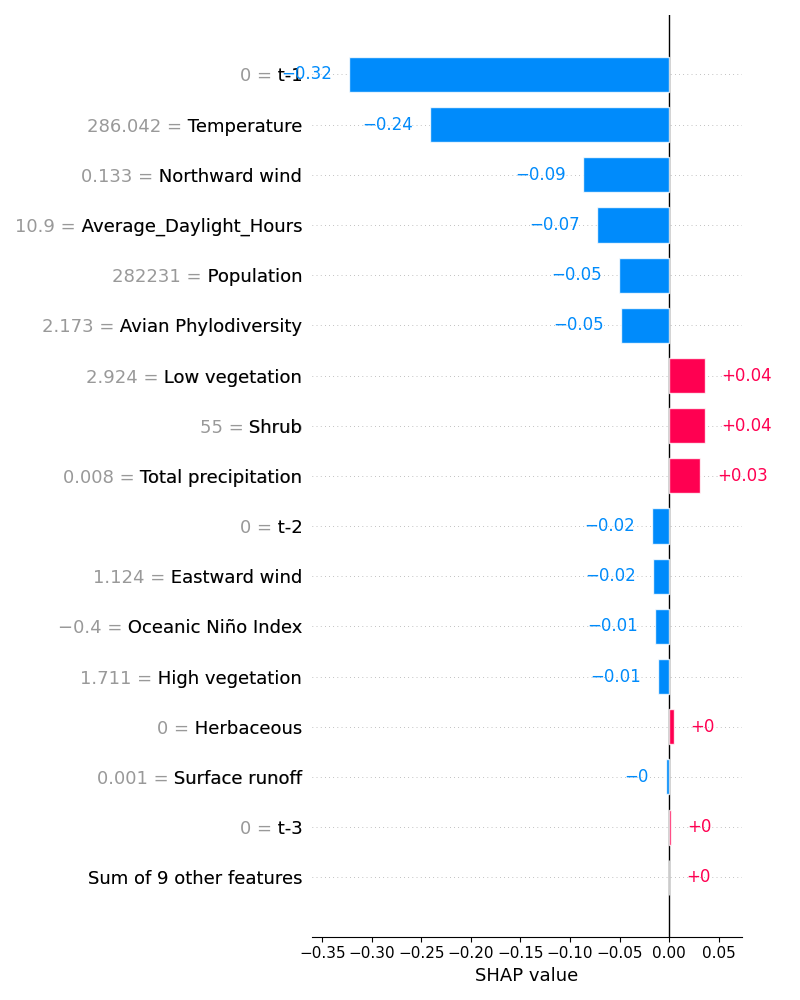 0 = t-1 −0.32
286.042 = Temperature −0.24
0.133 = Northward wind −0.09
10.9 = Average_Daylight_Hours −0.07
282231 = Population −0.05
2.173 = Avian Phylodiversity −0.05
2.924 = Low vegetation +0.04
55 = Shrub +0.04
0.008 = Total precipitation +0.03
0 = t-2 −0.02
1.124 = Eastward wind −0.02
−0.4 = Oceanic Niño Index −0.01
1.711 = High vegetation −0.01
0 = Herbaceous +0
0.001 = Surface runoff −0
0 = t-3 +0
Sum of 9 other features +0
−0.35 −0.30 −0.25 −0.20 −0.15 −0.10 −0.05 0.00 0.05
SHAP value